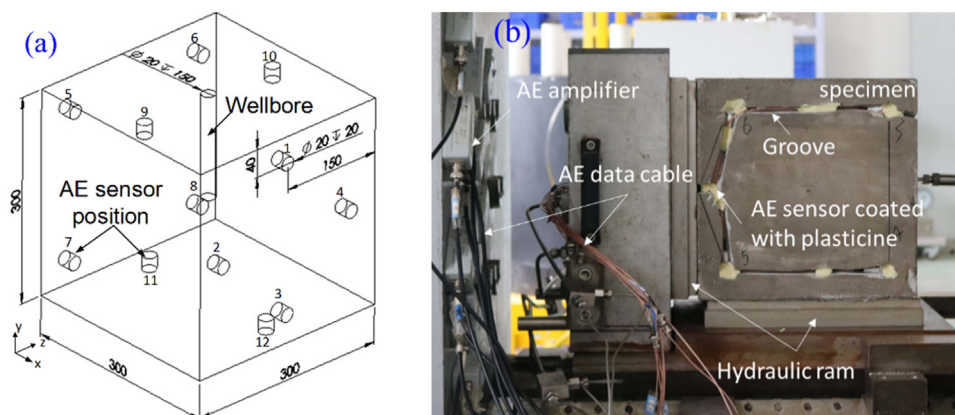 (a)
6
10
Ø 20 ↧ 150
Wellbore
5
9
1
Ø 20 ↧ 20
40
150
300
AE sensor
position
8
4
7
11
2
3
12
y
z
x
300
300
(b)
AE amplifier
specimen
6
5
Groove
AE data cable
AE sensor coated
with plasticine
Hydraulic ram